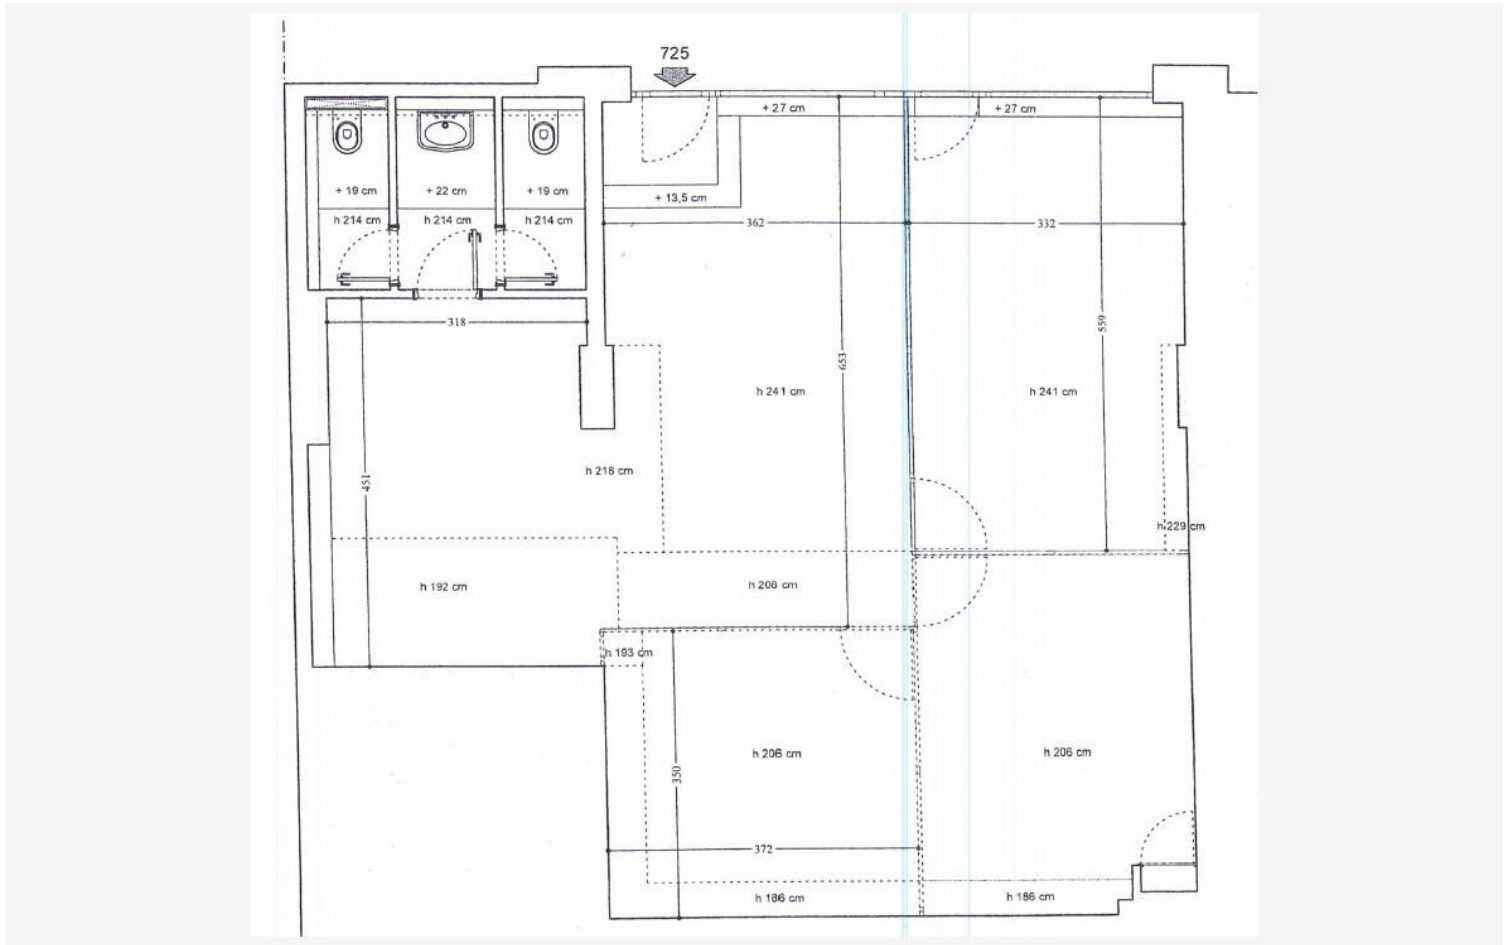 725
+ 27 cm
+ 27 cm
+ 19 cm
+ 22 cm
+ 19 cm
+ 13,5 cm
h 214 cm
h 214 cm
h 214 cm
362
332
318
559
653
h 241 cm
h 241 cm
h 218 cm
451
h 229 cm
h 192 cm
h 206 cm
h 193 cm
h 206 cm
h 206 cm
350
372
h 186 cm
h 186 cm